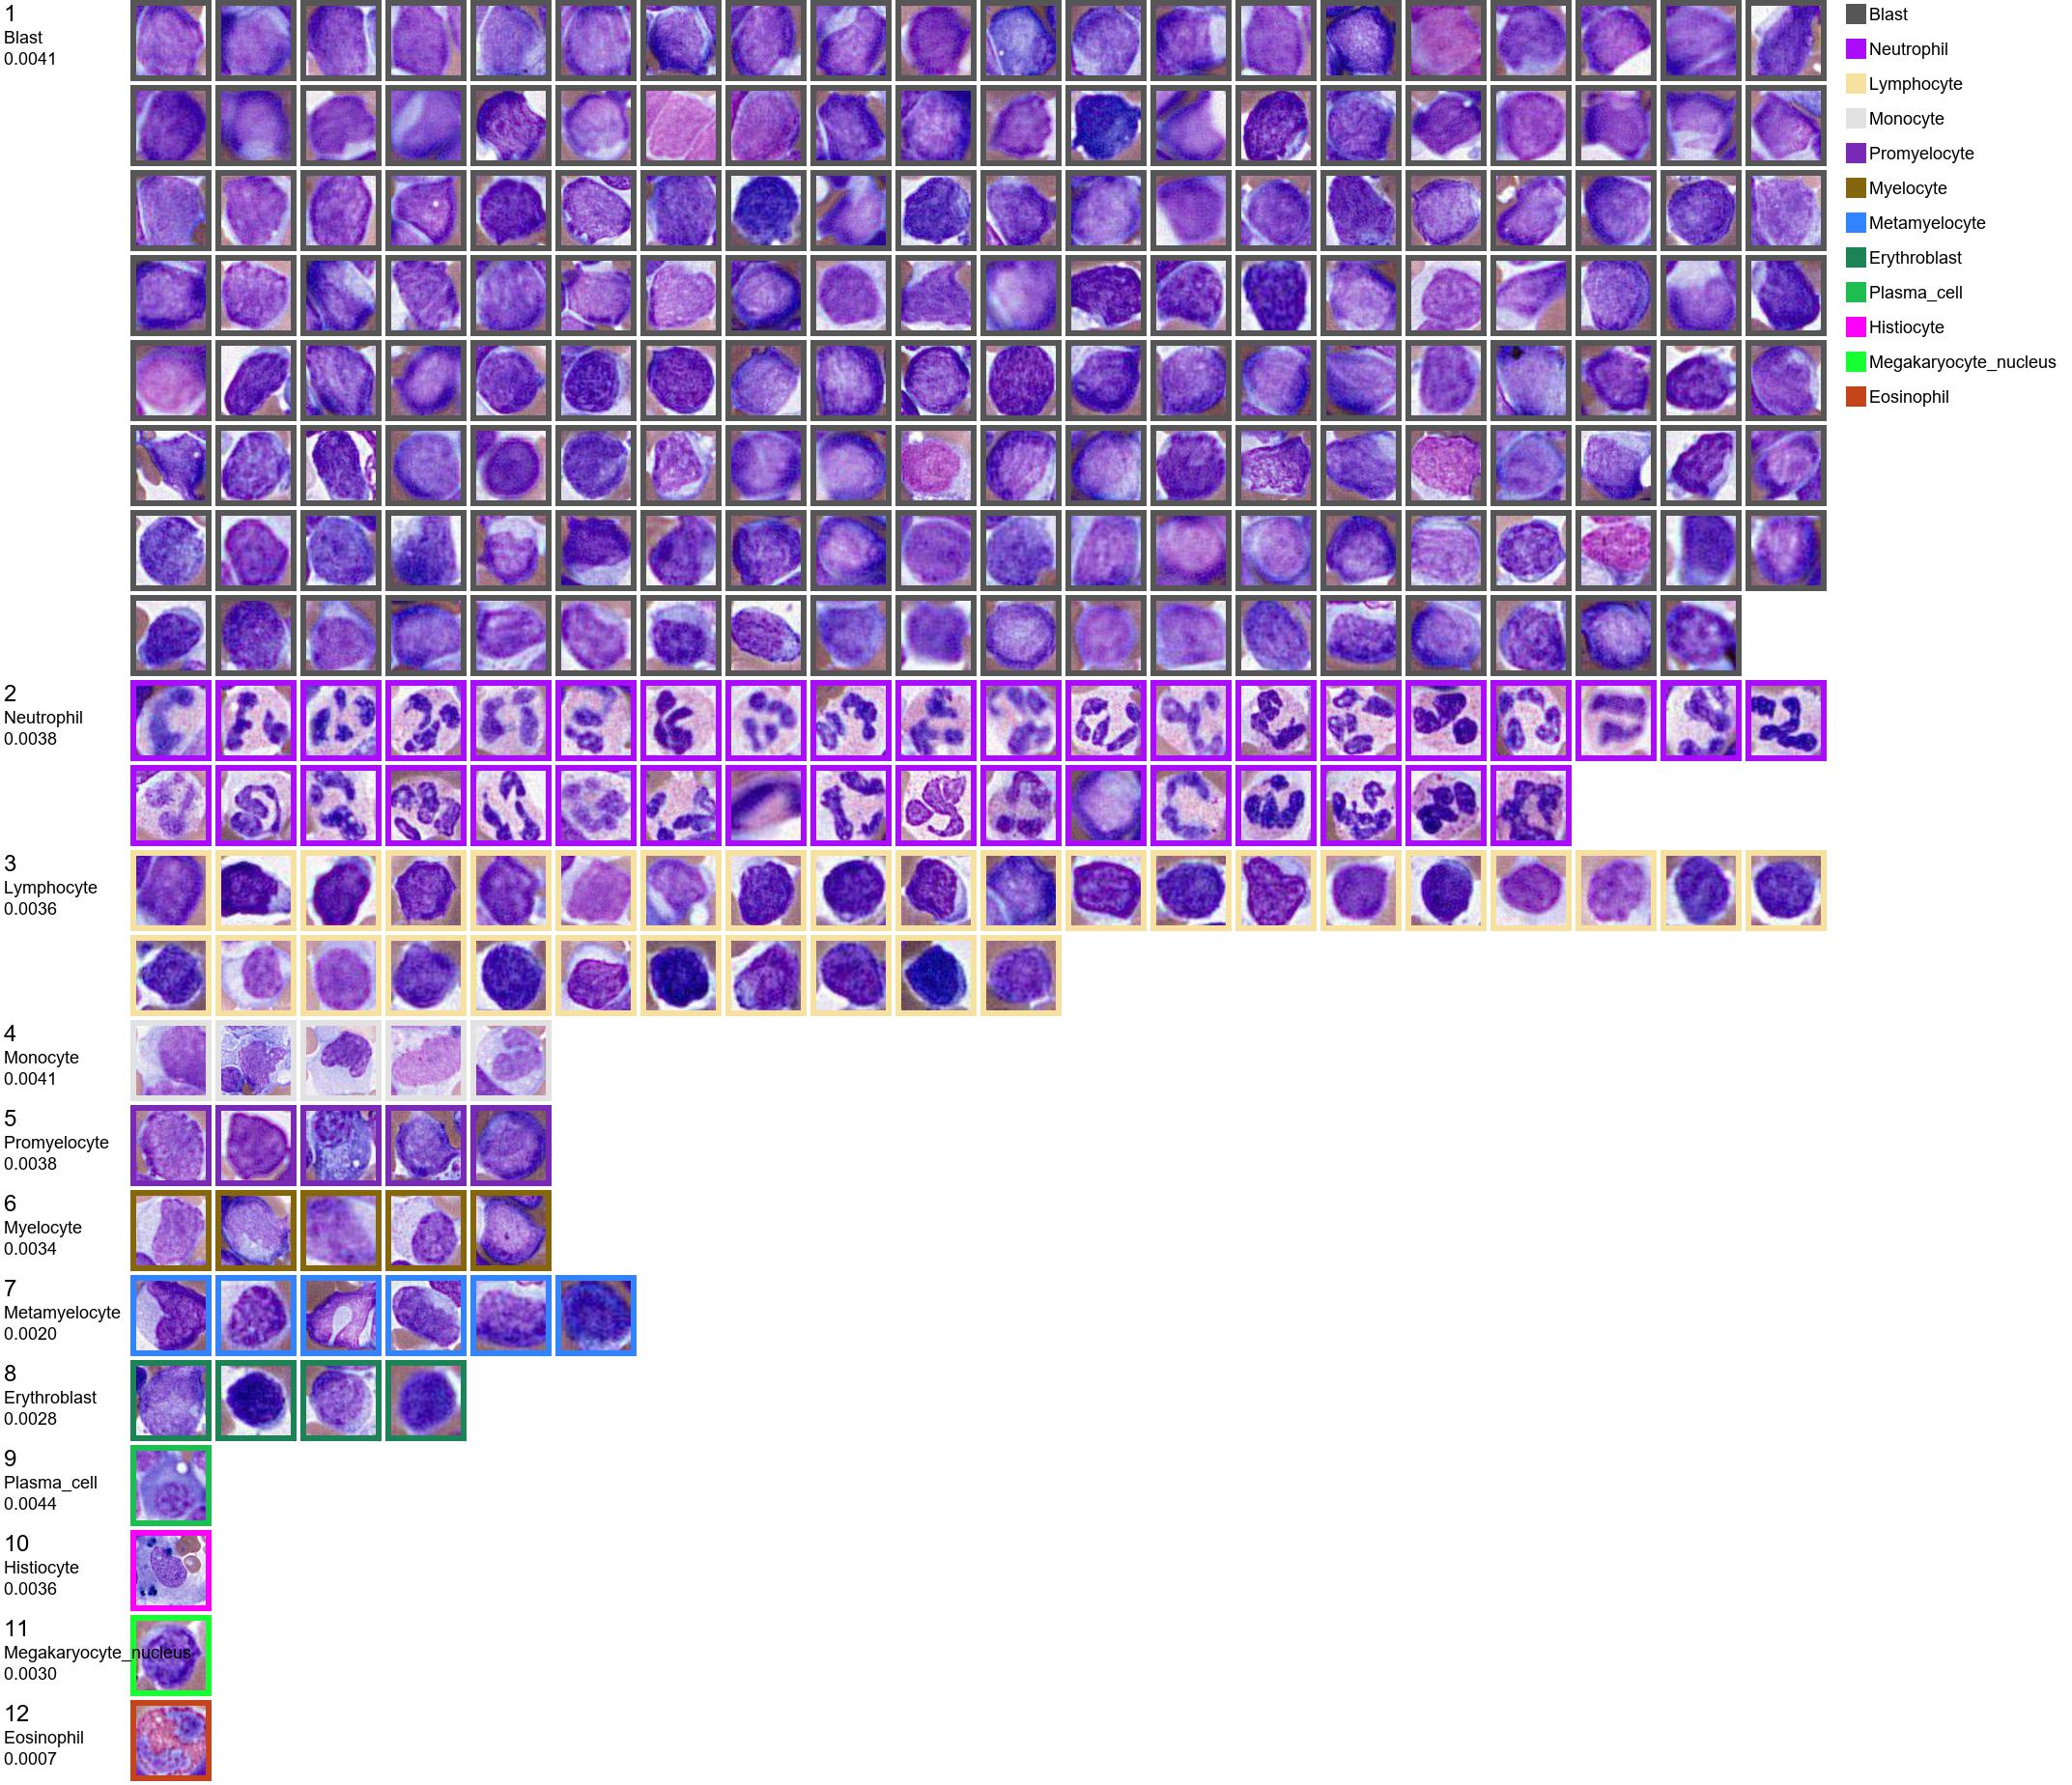 1
Blast
0.0041
2
Neutrophil
0.0038
3
Lymphocyte
0.0036
4
Monocyte
0.0041
5
Promyelocyte
0.0038
6
Myelocyte
0.0034
7
Metamyelocyte
0.0020
8
Erythroblast
0.0028
9
Plasma_cell
0.0044
10
Histiocyte
0.0036
11
Megakaryocyte_nucleus
0.0030
12
Eosinophil
0.0007
Blast
Neutrophil
Lymphocyte
Monocyte
Promyelocyte
Myelocyte
Metamyelocyte
Erythroblast
Plasma_cell
Histiocyte
Megakaryocyte_nucleus
Eosinophil